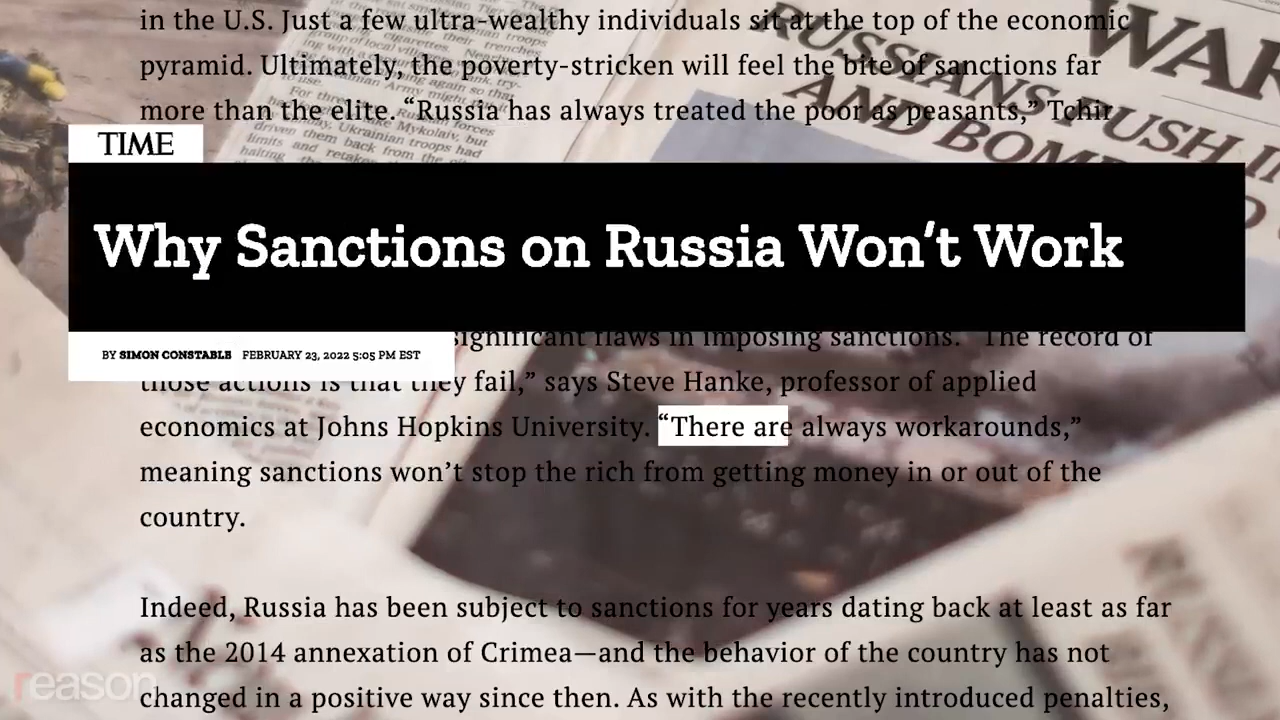 in the U.S. Just a few ultra-wealthy individuals sit at the top of the economic
pyramid. Ultimately, the poverty-stricken will feel the bite of sanctions far
more than the elite. “Russia has always treated the poor as peasants,” Tchir
TIME
Why Sanctions on Russia Won’t Work
significant flaws in imposing sanctions. “The record of
BY SIMON CONSTABLE FEBRUARY 23, 2022 5:05 PM EST
those actions is that they fail,” says Steve Hanke, professor of applied
economics at Johns Hopkins University. “There are always workarounds,”
meaning sanctions won’t stop the rich from getting money in or out of the
country.
Indeed, Russia has been subject to sanctions for years dating back at least as far
as the 2014 annexation of Crimea—and the behavior of the country has not
changed in a positive way since then. As with the recently introduced penalties,
reason
WAR
RUSSIANS PUSH
AND